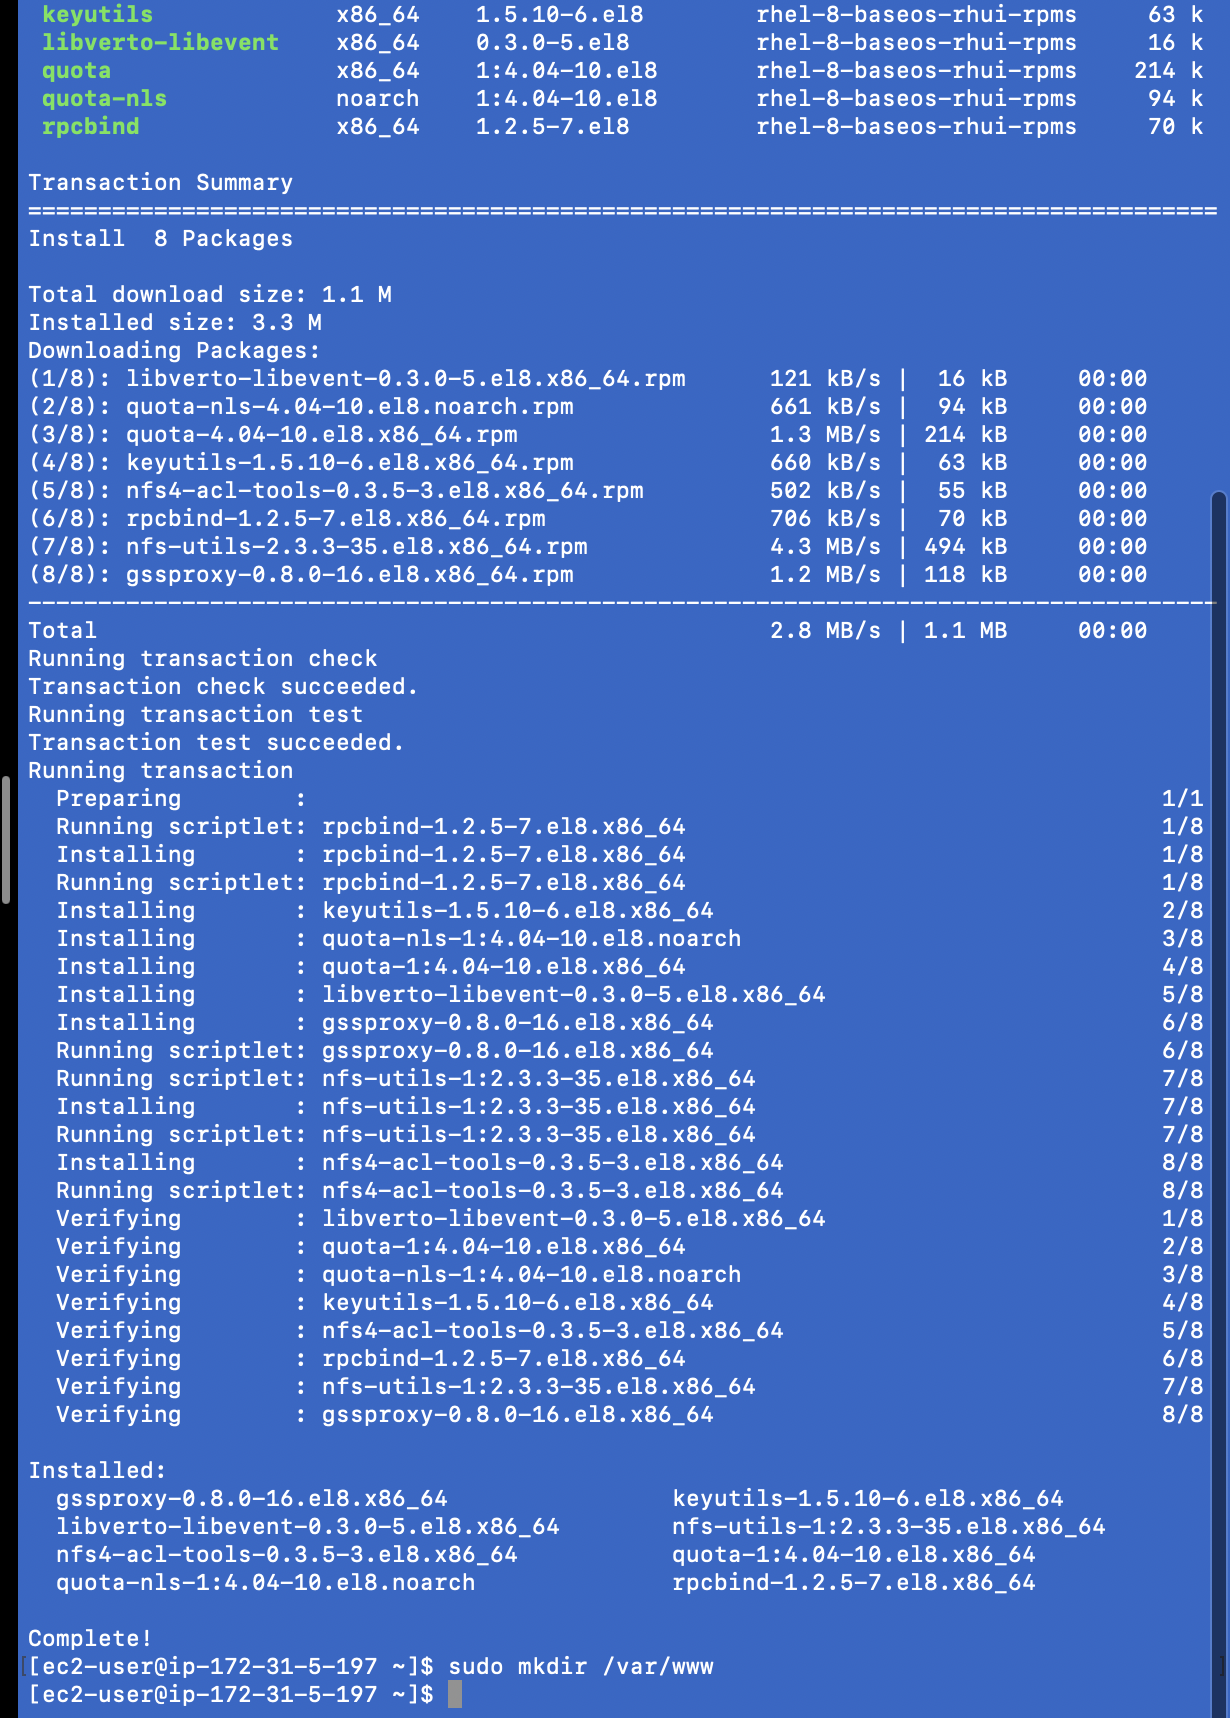 keyutils x86_64 1.5.10-6.el8 rhel-8-baseos-rhui-rpms 63 k
libverto-libevent x86_64 0.3.0-5.el8 rhel-8-baseos-rhui-rpms 16 k
quota x86_64 1:4.04-10.el8 rhel-8-baseos-rhui-rpms 214 k
quota-nls noarch 1:4.04-10.el8 rhel-8-baseos-rhui-rpms 94 k
rpcbind x86_64 1.2.5-7.el8 rhel-8-baseos-rhui-rpms 70 k
Transaction Summary
=====================================================================================
Install 8 Packages
Total download size: 1.1 M
Installed size: 3.3 M
Downloading Packages:
(1/8): libverto-libevent-0.3.0-5.el8.x86_64.rpm 121 kB/s | 16 kB 00:00
(2/8): quota-nls-4.04-10.el8.noarch.rpm 661 kB/s | 94 kB 00:00
(3/8): quota-4.04-10.el8.x86_64.rpm 1.3 MB/s | 214 kB 00:00
(4/8): keyutils-1.5.10-6.el8.x86_64.rpm 660 kB/s | 63 kB 00:00
(5/8): nfs4-acl-tools-0.3.5-3.el8.x86_64.rpm 502 kB/s | 55 kB 00:00
(6/8): rpcbind-1.2.5-7.el8.x86_64.rpm 706 kB/s | 70 kB 00:00
(7/8): nfs-utils-2.3.3-35.el8.x86_64.rpm 4.3 MB/s | 494 kB 00:00
(8/8): gssproxy-0.8.0-16.el8.x86_64.rpm 1.2 MB/s | 118 kB 00:00
-------------------------------------------------------------------------------------
Total 2.8 MB/s | 1.1 MB 00:00
Running transaction check
Transaction check succeeded.
Running transaction test
Transaction test succeeded.
Running transaction
Preparing : 1/1
Running scriptlet: rpcbind-1.2.5-7.el8.x86_64 1/8
Installing : rpcbind-1.2.5-7.el8.x86_64 1/8
Running scriptlet: rpcbind-1.2.5-7.el8.x86_64 1/8
Installing : keyutils-1.5.10-6.el8.x86_64 2/8
Installing : quota-nls-1:4.04-10.el8.noarch 3/8
Installing : quota-1:4.04-10.el8.x86_64 4/8
Installing : libverto-libevent-0.3.0-5.el8.x86_64 5/8
Installing : gssproxy-0.8.0-16.el8.x86_64 6/8
Running scriptlet: gssproxy-0.8.0-16.el8.x86_64 6/8
Running scriptlet: nfs-utils-1:2.3.3-35.el8.x86_64 7/8
Installing : nfs-utils-1:2.3.3-35.el8.x86_64 7/8
Running scriptlet: nfs-utils-1:2.3.3-35.el8.x86_64 7/8
Installing : nfs4-acl-tools-0.3.5-3.el8.x86_64 8/8
Running scriptlet: nfs4-acl-tools-0.3.5-3.el8.x86_64 8/8
Verifying : libverto-libevent-0.3.0-5.el8.x86_64 1/8
Verifying : quota-1:4.04-10.el8.x86_64 2/8
Verifying : quota-nls-1:4.04-10.el8.noarch 3/8
Verifying : keyutils-1.5.10-6.el8.x86_64 4/8
Verifying : nfs4-acl-tools-0.3.5-3.el8.x86_64 5/8
Verifying : rpcbind-1.2.5-7.el8.x86_64 6/8
Verifying : nfs-utils-1:2.3.3-35.el8.x86_64 7/8
Verifying : gssproxy-0.8.0-16.el8.x86_64 8/8
Installed:
gssproxy-0.8.0-16.el8.x86_64 keyutils-1.5.10-6.el8.x86_64
libverto-libevent-0.3.0-5.el8.x86_64 nfs-utils-1:2.3.3-35.el8.x86_64
nfs4-acl-tools-0.3.5-3.el8.x86_64 quota-1:4.04-10.el8.x86_64
quota-nls-1:4.04-10.el8.noarch rpcbind-1.2.5-7.el8.x86_64
Complete!
[[ec2-user@ip-172-31-5-197 ~]$ sudo mkdir /var/www ]
[ec2-user@ip-172-31-5-197 ~]$